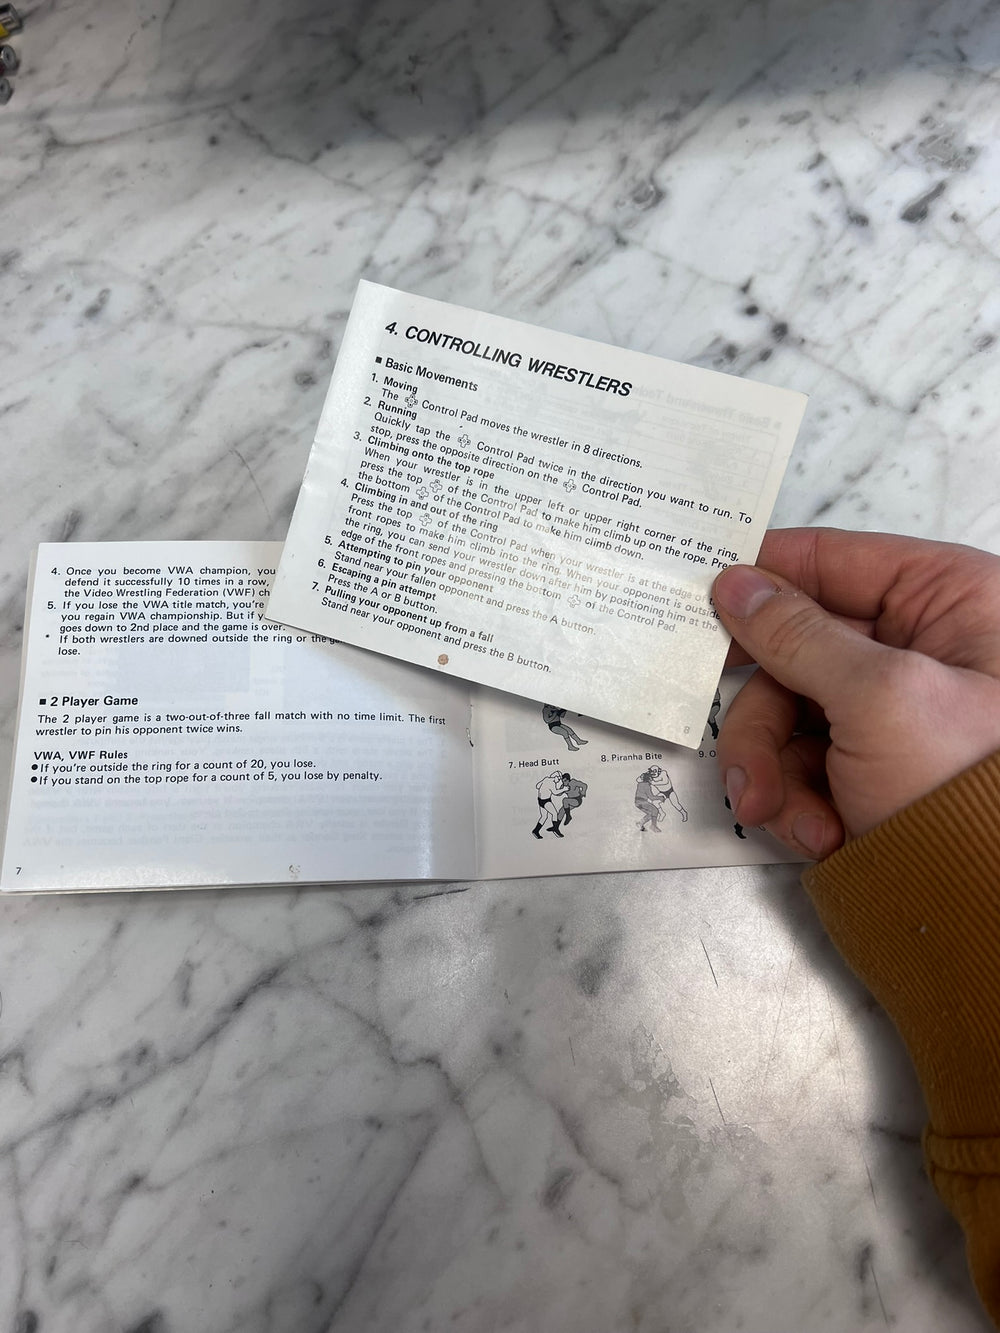 4. CONTROLLING WRESTLERS
■ Basic Movements
1. Moving
The Control Pad moves the wrestler in 8 directions.
2. Running
Quickly tap the Control Pad twice in the direction you want to run. To
stop, press the opposite direction on the Control Pad.
3. Climbing onto the top rope
When your wrestler is in the upper left or upper right corner of the ring,
press the top of the Control Pad to make him climb up on the rope. Press
the bottom of the Control Pad to make him climb down.
4. Climbing in and out of the ring
Press the top of the Control Pad when your wrestler is at the edge of
front ropes to make him climb into the ring. When your opponent is outside
the ring, you can send your wrestler down after him by positioning him at the
edge of the front ropes and pressing the bottom of the Control Pad.
5. Attempting to pin your opponent
Stand near your fallen opponent and press the A button.
6. Escaping a pin attempt
Press the A or B button.
7. Pulling your opponent up from a fall
Stand near your opponent and press the B button.
8
4. Once you become VWA champion, you
defend it successfully 10 times in a row,
the Video Wrestling Federation (VWF) ch
5. If you lose the VWA title match, you're
you regain VWA championship. But if y
goes down to 2nd place and the game is over.
* If both wrestlers are downed outside the ring or the
lose.
■ 2 Player Game
The 2 player game is a two-out-of-three fall match with no time limit. The first
wrestler to pin his opponent twice wins.
VWA, VWF Rules
● If you're outside the ring for a count of 20, you lose.
● If you stand on the top rope for a count of 5, you lose by penalty.
7
7. Head Butt
8. Piranha Bite
9. O